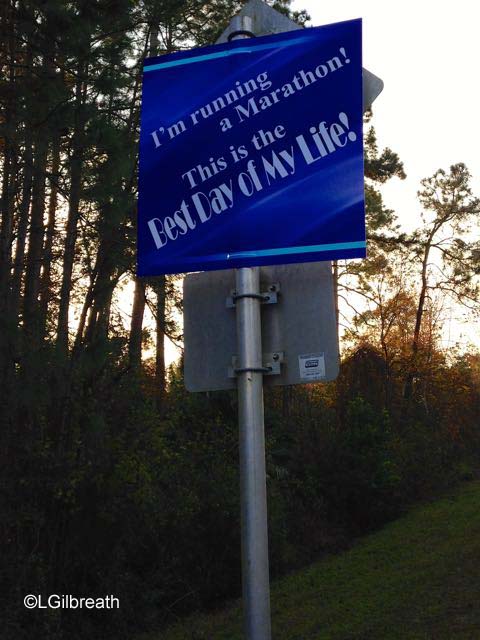 I'm running
a Marathon!
This is the
Best Day of My Life!
©LGilbreath